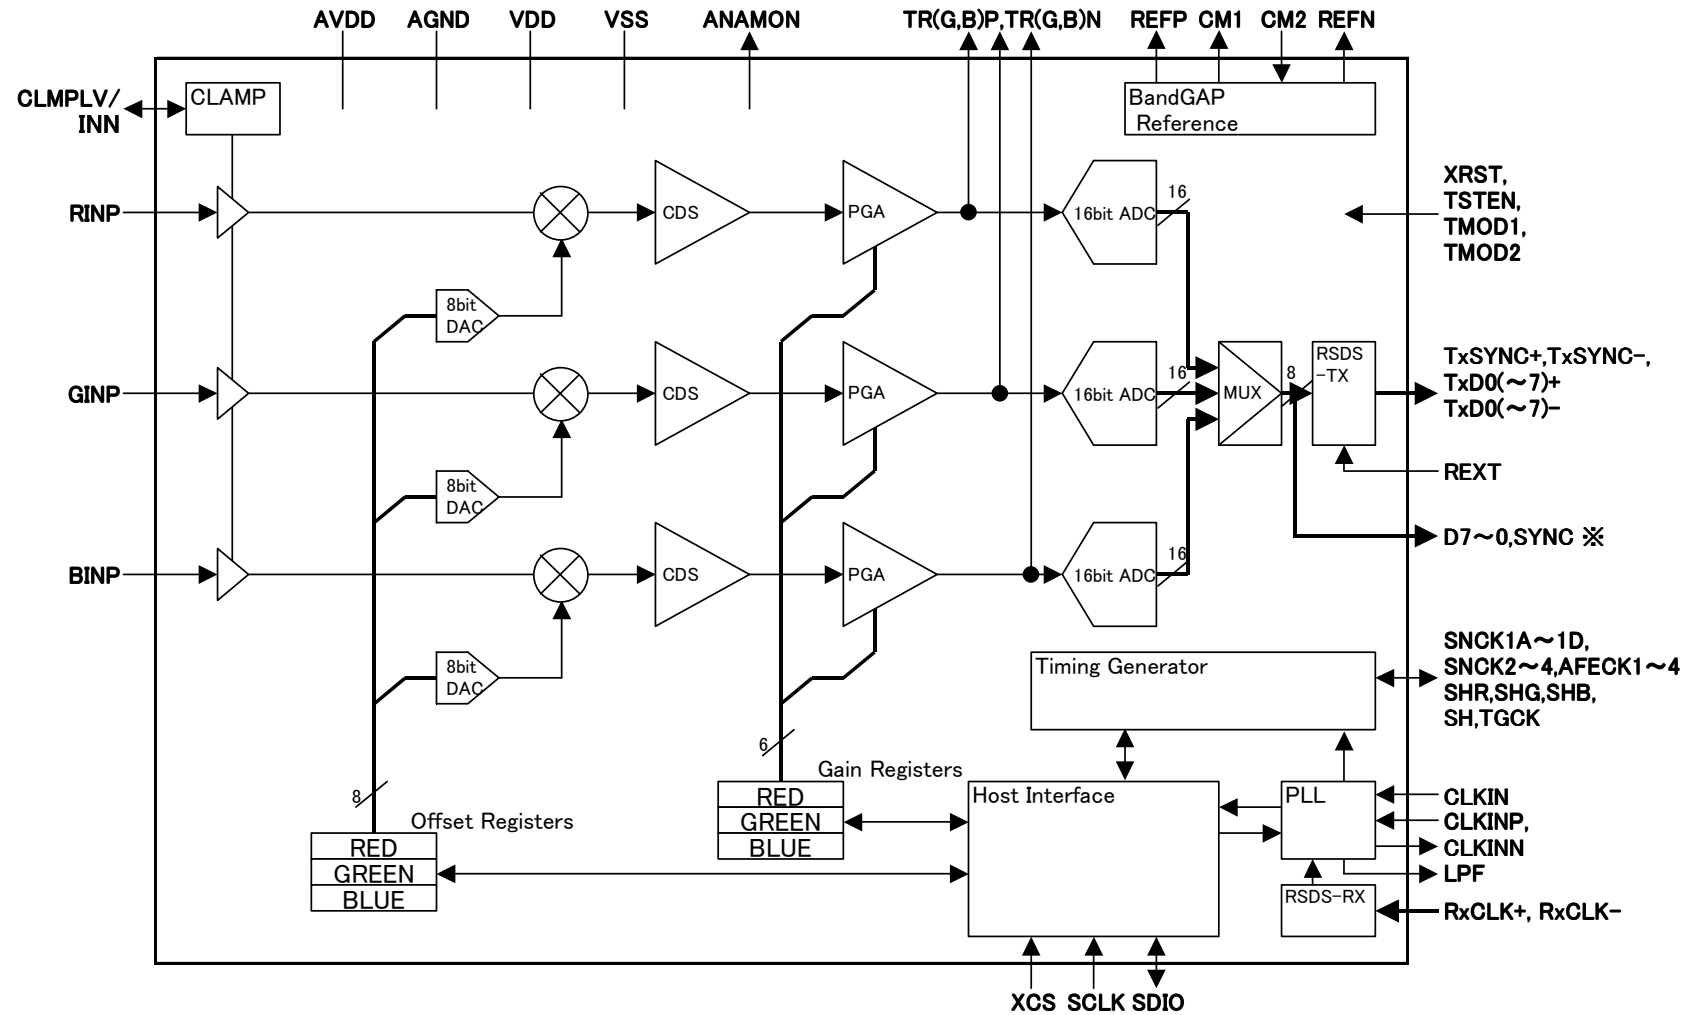 AVDD AGND VDD VSS ANAMON TR(G,B)P,TR(G,B)N REFP CM1 CM2 REFN
CLMPLV/
INN
CLAMP
BandGAP
Reference
XRST,
TSTEN,
TMOD1,
TMOD2
RINP
CDS
PGA
16bit ADC
16
8bit
DAC
GINP
CDS
PGA
16bit ADC
16
MUX
8
RSDS
-TX
TxSYNC+,TxSYNC-,
TxD0(～7)+
TxD0(～7)-
REXT
8bit
DAC
D7～0,SYNC ※
BINP
CDS
PGA
16bit ADC
16
8bit
DAC
Timing Generator
SNCK1A～1D,
SNCK2～4,AFECK1～4
SHR,SHG,SHB,
SH,TGCK
6
8
Gain Registers
RED
GREEN
BLUE
Offset Registers
RED
GREEN
BLUE
Host Interface
PLL
CLKIN
CLKINP,
CLKINN
LPF
RSDS-RX
RxCLK+, RxCLK-
XCS SCLK SDIO